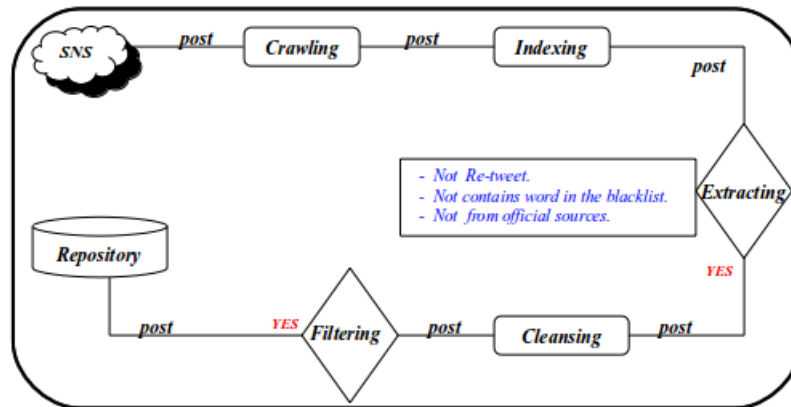 SNS
post
Crawling
post
Indexing
post
- Not Re-tweet.
- Not contains word in the blacklist.
- Not from official sources.
Extracting
YES
post
Cleansing
post
Filtering
YES
post
Repository